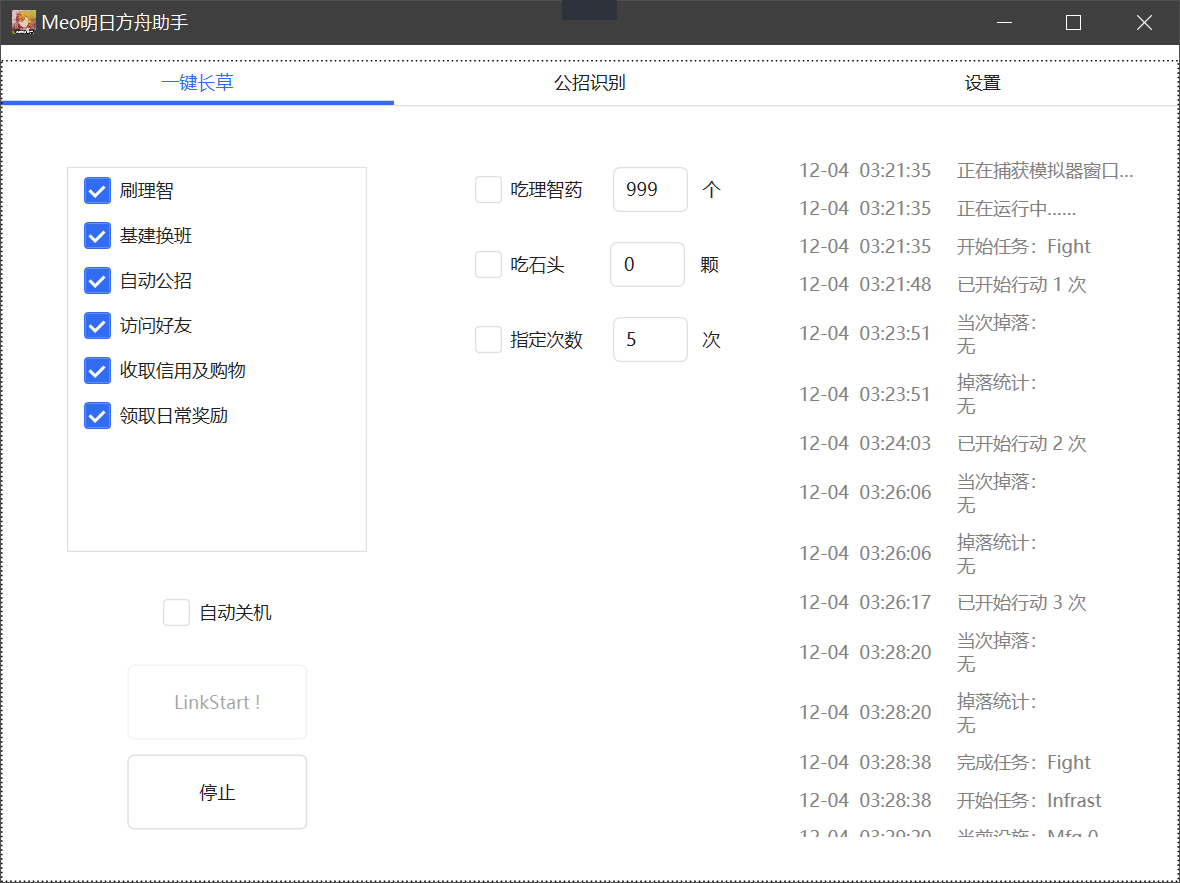 Meo明日方舟助手
一键长草
公招识别
设置
刷理智
基建换班
自动公招
访问好友
收取信用及购物
领取日常奖励
自动关机
LinkStart !
停止
吃理智药 999 个
吃石头 0 颗
指定次数 5 次
12-04 03:21:35 正在捕获模拟器窗口...
12-04 03:21:35 正在运行中......
12-04 03:21:35 开始任务：Fight
12-04 03:21:48 已开始行动 1 次
12-04 03:23:51 当次掉落：
无
12-04 03:23:51 掉落统计：
无
12-04 03:24:03 已开始行动 2 次
12-04 03:26:06 当次掉落：
无
12-04 03:26:06 掉落统计：
无
12-04 03:26:17 已开始行动 3 次
12-04 03:28:20 当次掉落：
无
12-04 03:28:20 掉落统计：
无
12-04 03:28:38 完成任务：Fight
12-04 03:28:38 开始任务：Infrast
12-04 03:29:20 当前设施：Mfg 0